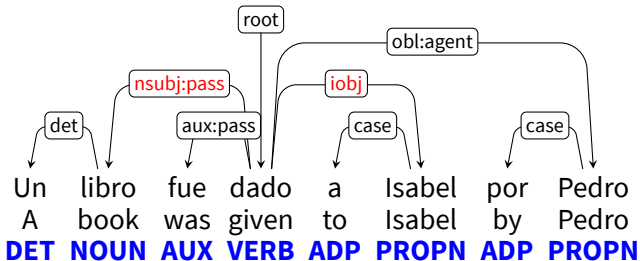 root
obl:agent
nsubj:pass iobj
det aux:pass case case
Un libro fue dado a Isabel por Pedro
A book was given to Isabel by Pedro
DET NOUN AUX VERB ADP PROPN ADP PROPN